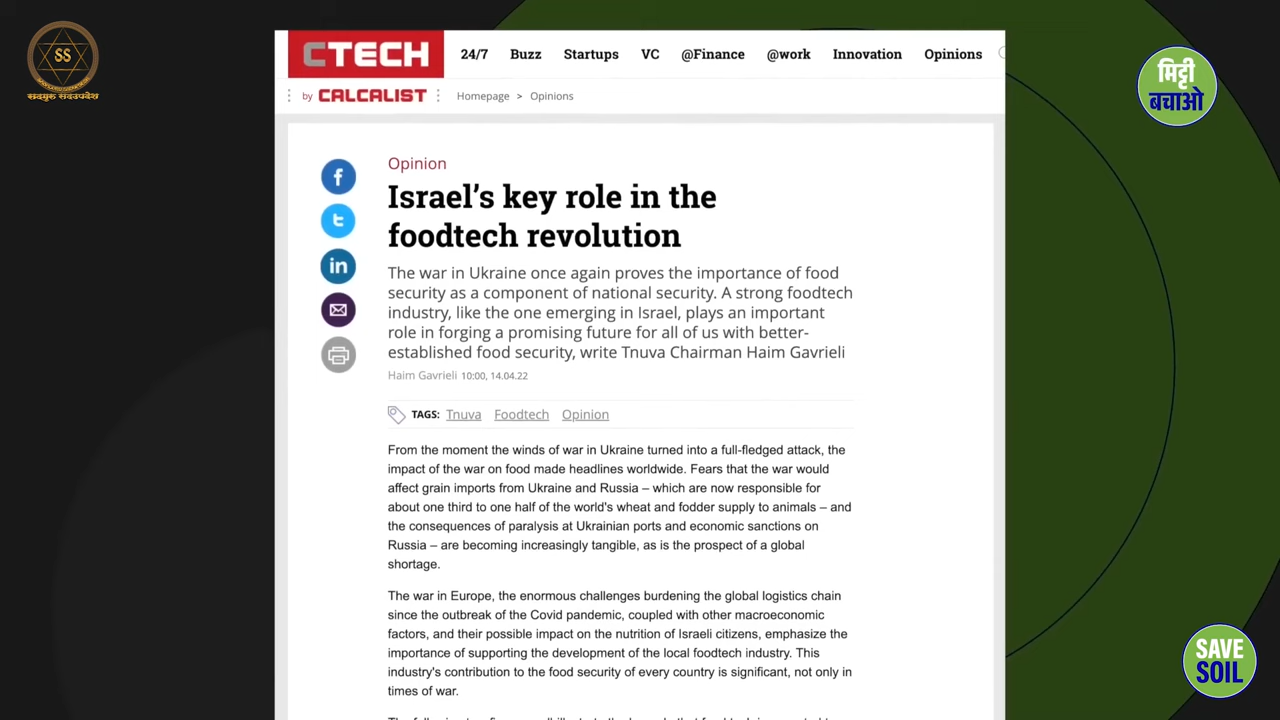 SS
सदगुरु सदउपदेश
CTECH
24/7 Buzz Startups VC @Finance @work Innovation Opinions
by CALCALIST
Homepage > Opinions
मिट्टी
बचाओ
Opinion
Israel’s key role in the
foodtech revolution
The war in Ukraine once again proves the importance of food
security as a component of national security. A strong foodtech
industry, like the one emerging in Israel, plays an important
role in forging a promising future for all of us with better-
established food security, write Tnuva Chairman Haim Gavrieli
Haim Gavrieli 10:00, 14.04.22
TAGS: Tnuva Foodtech Opinion
From the moment the winds of war in Ukraine turned into a full-fledged attack, the
impact of the war on food made headlines worldwide. Fears that the war would
affect grain imports from Ukraine and Russia – which are now responsible for
about one third to one half of the world's wheat and fodder supply to animals – and
the consequences of paralysis at Ukrainian ports and economic sanctions on
Russia – are becoming increasingly tangible, as is the prospect of a global
shortage.
The war in Europe, the enormous challenges burdening the global logistics chain
since the outbreak of the Covid pandemic, coupled with other macroeconomic
factors, and their possible impact on the nutrition of Israeli citizens, emphasize the
importance of supporting the development of the local foodtech industry. This
industry's contribution to the food security of every country is significant, not only in
times of war.
SAVE
SOIL